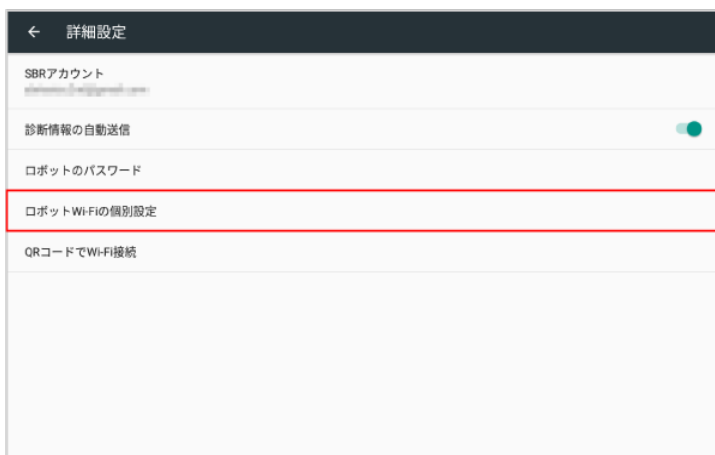 ← 詳細設定
SBRアカウント
診断情報の自動送信
ロボットのパスワード
ロボットWi-Fiの個別設定
QRコードでWi-Fi接続